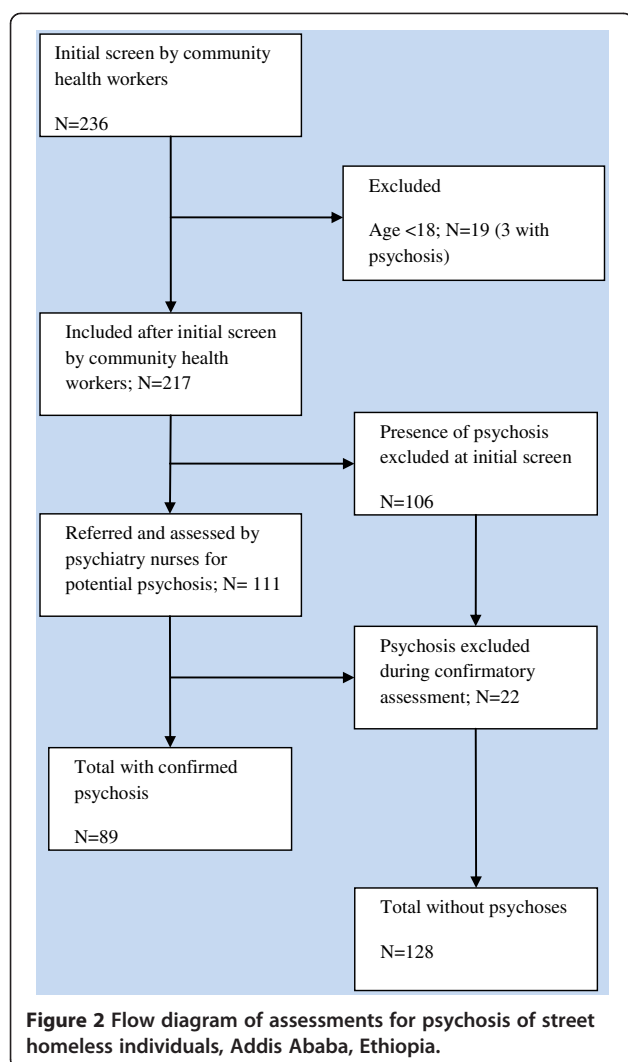 Initial screen by community
health workers
N=236
Excluded
Age <18; N=19 (3 with
psychosis)
Included after initial screen
by community health
workers; N=217
Presence of psychosis
excluded at initial screen
N=106
Referred and assessed by
psychiatry nurses for
potential psychosis; N= 111
Psychosis excluded
during confirmatory
assessment; N=22
Total with confirmed
psychosis
N=89
Total without psychoses
N=128
Figure 2 Flow diagram of assessments for psychosis of street
homeless individuals, Addis Ababa, Ethiopia.